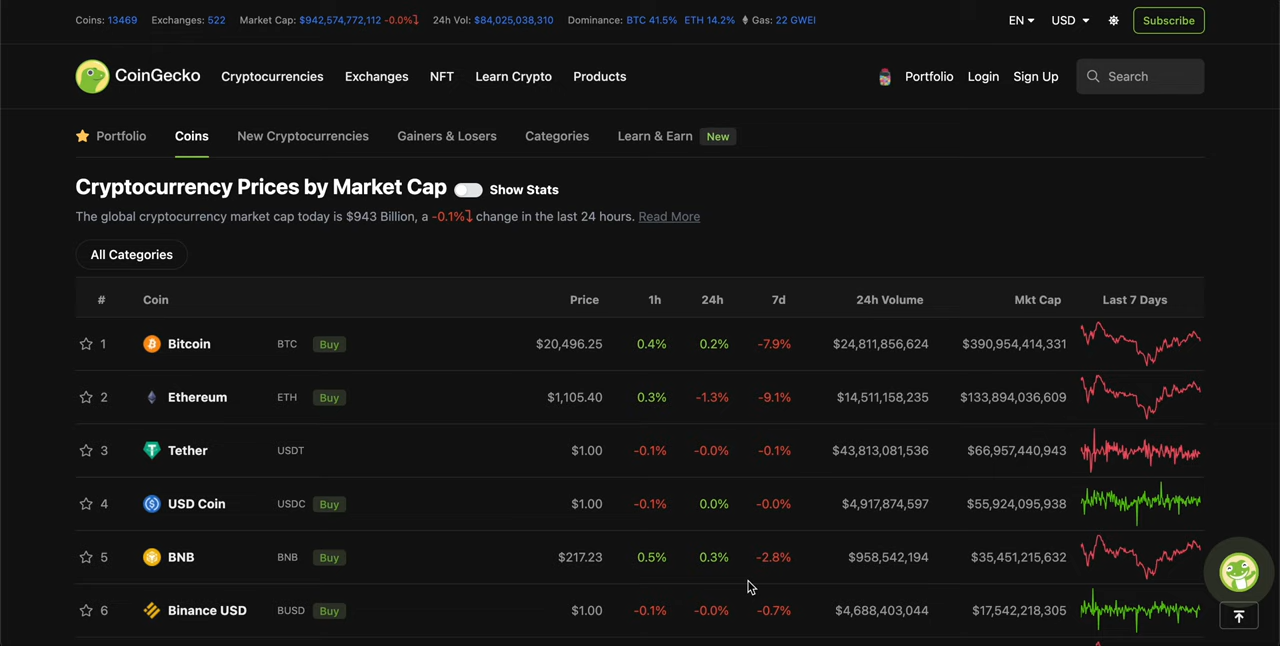 Coins: 13469 Exchanges: 522 Market Cap: $942,574,772,112 -0.0% 24h Vol: $84,025,038,310 Dominance: BTC 41.5% ETH 14.2% Gas: 22 GWEI EN USD Subscribe
CoinGecko Cryptocurrencies Exchanges NFT Learn Crypto Products Portfolio Login Sign Up Search
Portfolio Coins New Cryptocurrencies Gainers & Losers Categories Learn & Earn New
Cryptocurrency Prices by Market Cap Show Stats
The global cryptocurrency market cap today is $943 Billion, a -0.1% change in the last 24 hours. Read More
All Categories
# Coin Price 1h 24h 7d 24h Volume Mkt Cap Last 7 Days
1 Bitcoin BTC Buy $20,496.25 0.4% 0.2% -7.9% $24,811,856,624 $390,954,414,331
2 Ethereum ETH Buy $1,105.40 0.3% -1.3% -9.1% $14,511,158,235 $133,894,036,609
3 Tether USDT $1.00 -0.1% -0.0% -0.1% $43,813,081,536 $66,957,440,943
4 USD Coin USDC Buy $1.00 -0.1% 0.0% -0.0% $4,917,874,597 $55,924,095,938
5 BNB BNB Buy $217.23 0.5% 0.3% -2.8% $958,542,194 $35,451,215,632
6 Binance USD BUSD Buy $1.00 -0.1% -0.0% -0.7% $4,688,403,044 $17,542,218,305